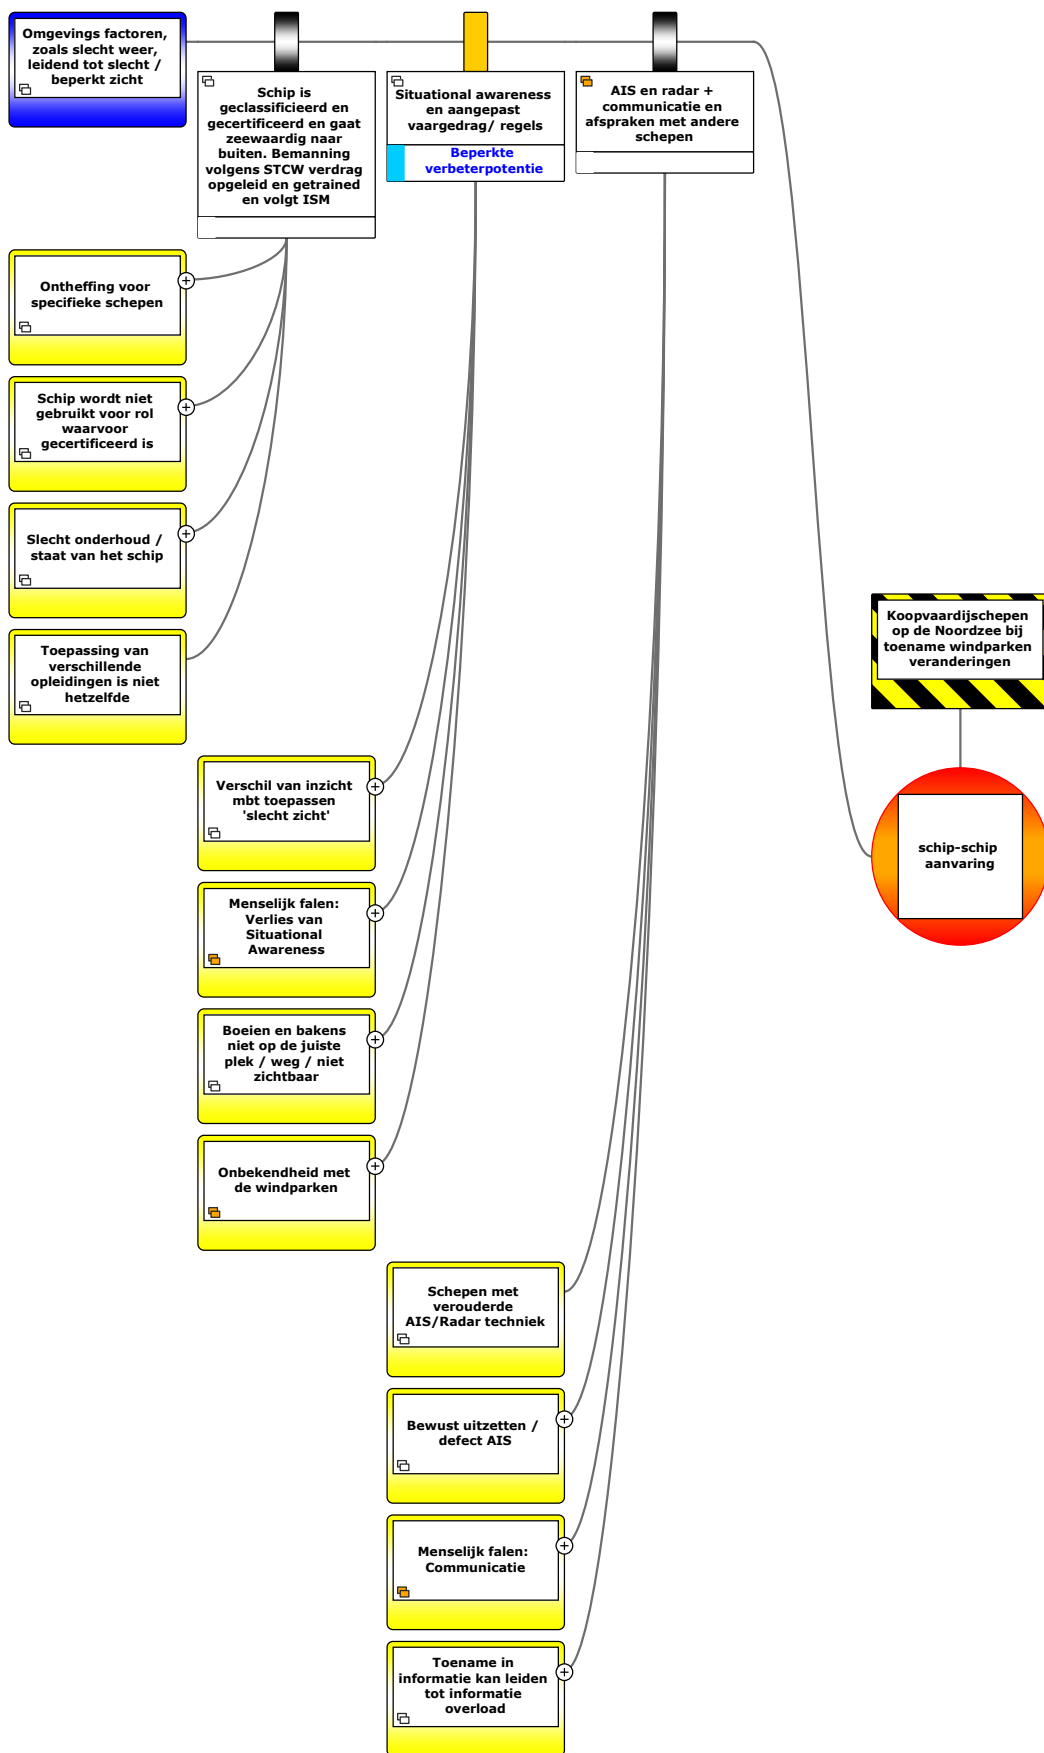 Omgevings factoren,
zoals slecht weer,
leidend tot slecht /
beperkt zicht
Schip is
geclassificieerd en
gecertificeerd en gaat
zeewaardig naar
buiten. Bemanning
volgens STCW verdrag
opgeleid en getrained
en volgt ISM
Situational awareness
en aangepast
vaargedrag/ regels
Beperkte
verbeterpotentie
AIS en radar +
communicatie en
afspraken met andere
schepen
Ontheffing voor
specifieke schepen
Schip wordt niet
gebruikt voor rol
waarvoor
gecertificeerd is
Slecht onderhoud /
staat van het schip
Toepassing van
verschillende
opleidingen is niet
hetzelfde
Koopvaardijschepen
op de Noordzee bij
toename windparken
veranderingen
schip-schip
aanvaring
Verschil van inzicht
mbt toepassen
'slecht zicht'
Menselijk falen:
Verlies van
Situational
Awareness
Boeien en bakens
niet op de juiste
plek / weg / niet
zichtbaar
Onbekendheid met
de windparken
Schepen met
verouderde
AIS/Radar techniek
Bewust uitzetten /
defect AIS
Menselijk falen:
Communicatie
Toename in
informatie kan leiden
tot informatie
overload